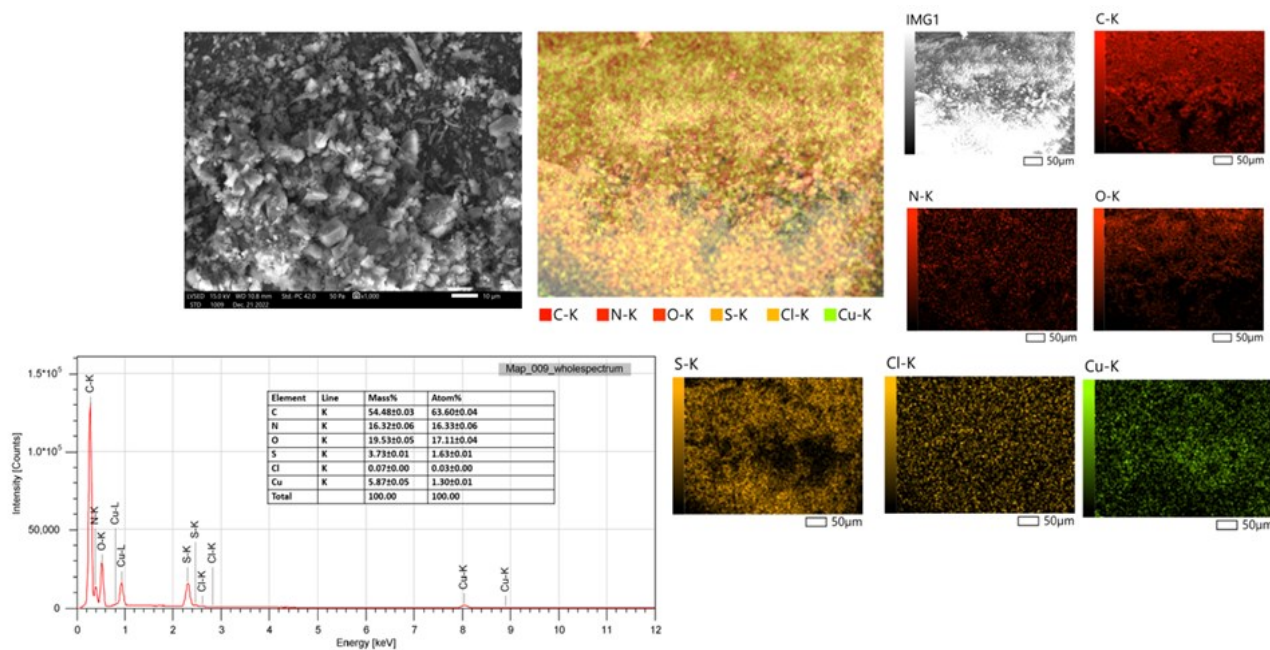 IMG1
C-K
50μm
50μm
N-K
O-K
50μm
50μm
LVSED 15.0 kV WD 10.8 mm Std.-PC 42.0 50 Pa x1,000 10 μm
STD 1009 Dec. 21 2022
C-K N-K O-K S-K Cl-K Cu-K
S-K
Cl-K
Cu-K
50μm
50μm
50μm
Map_009_wholespectrum
Element Line Mass% Atom%
C K 54.48±0.03 63.60±0.04
N K 16.32±0.06 16.33±0.06
O K 19.53±0.05 17.11±0.04
S K 3.73±0.01 1.63±0.01
Cl K 0.07±0.00 0.03±0.00
Cu K 5.87±0.05 1.30±0.01
Total 100.00 100.00
Intensity [Counts]
1.5*10^5
1.0*10^5
50,000
0
C-K
N-K
O-K
Cu-L
Cu-L
S-K
S-K
Cl-K
Cl-K
Cu-K
Cu-K
0 1 2 3 4 5 6 7 8 9 10 11 12
Energy [keV]